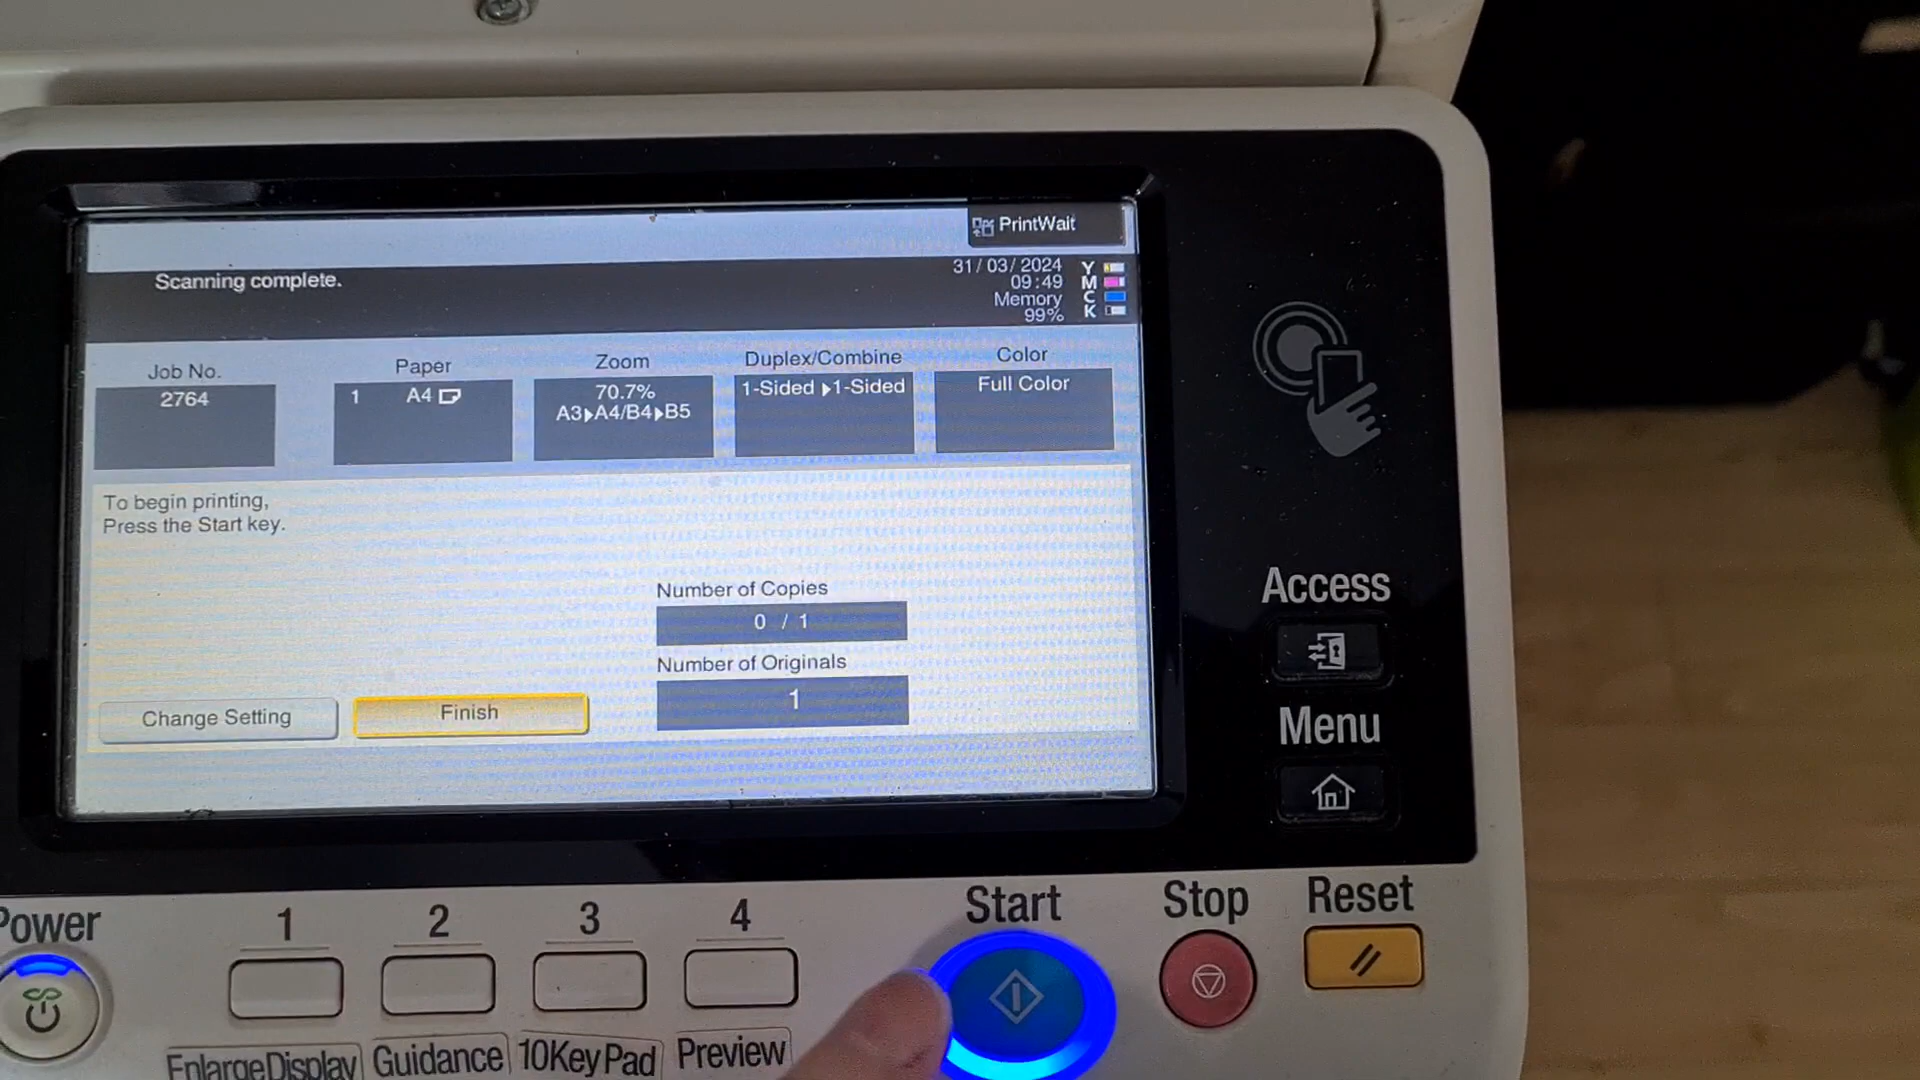 PrintWait
Scanning complete.
31/03/2024
09:49
Memory
99%
Y
M
C
K
Job No.
2764
Paper
1 A4
Zoom
70.7%
A3▶A4/B4▶B5
Duplex/Combine
1-Sided ▶1-Sided
Color
Full Color
To begin printing,
Press the Start key.
Number of Copies
0 / 1
Number of Originals
1
Change Setting
Finish
Access
Menu
Power
1
2
3
4
Start
Stop
Reset
EnlargeDisplay
Guidance
10KeyPad
Preview